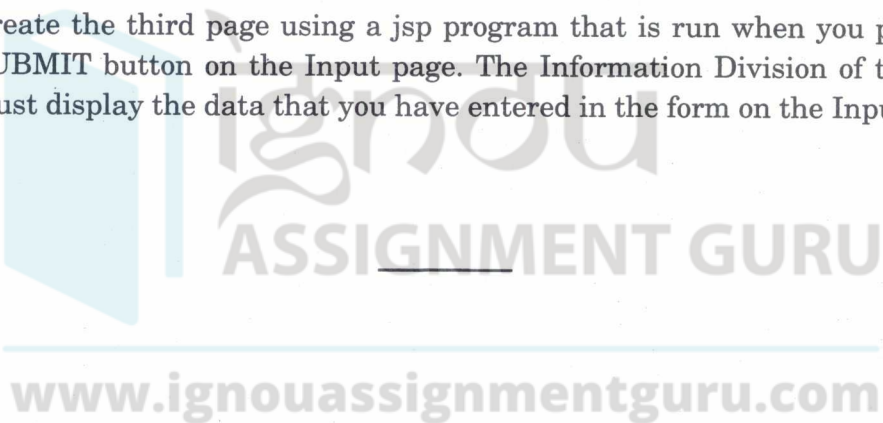 reate the third page using a jsp program that is run when you p
UBMIT button on the Input page. The Information Division of t
ust display the data that you have entered in the form on the Inpu
ignou
ASSIGNMENT GURU
www.ignouassignmentguru.com